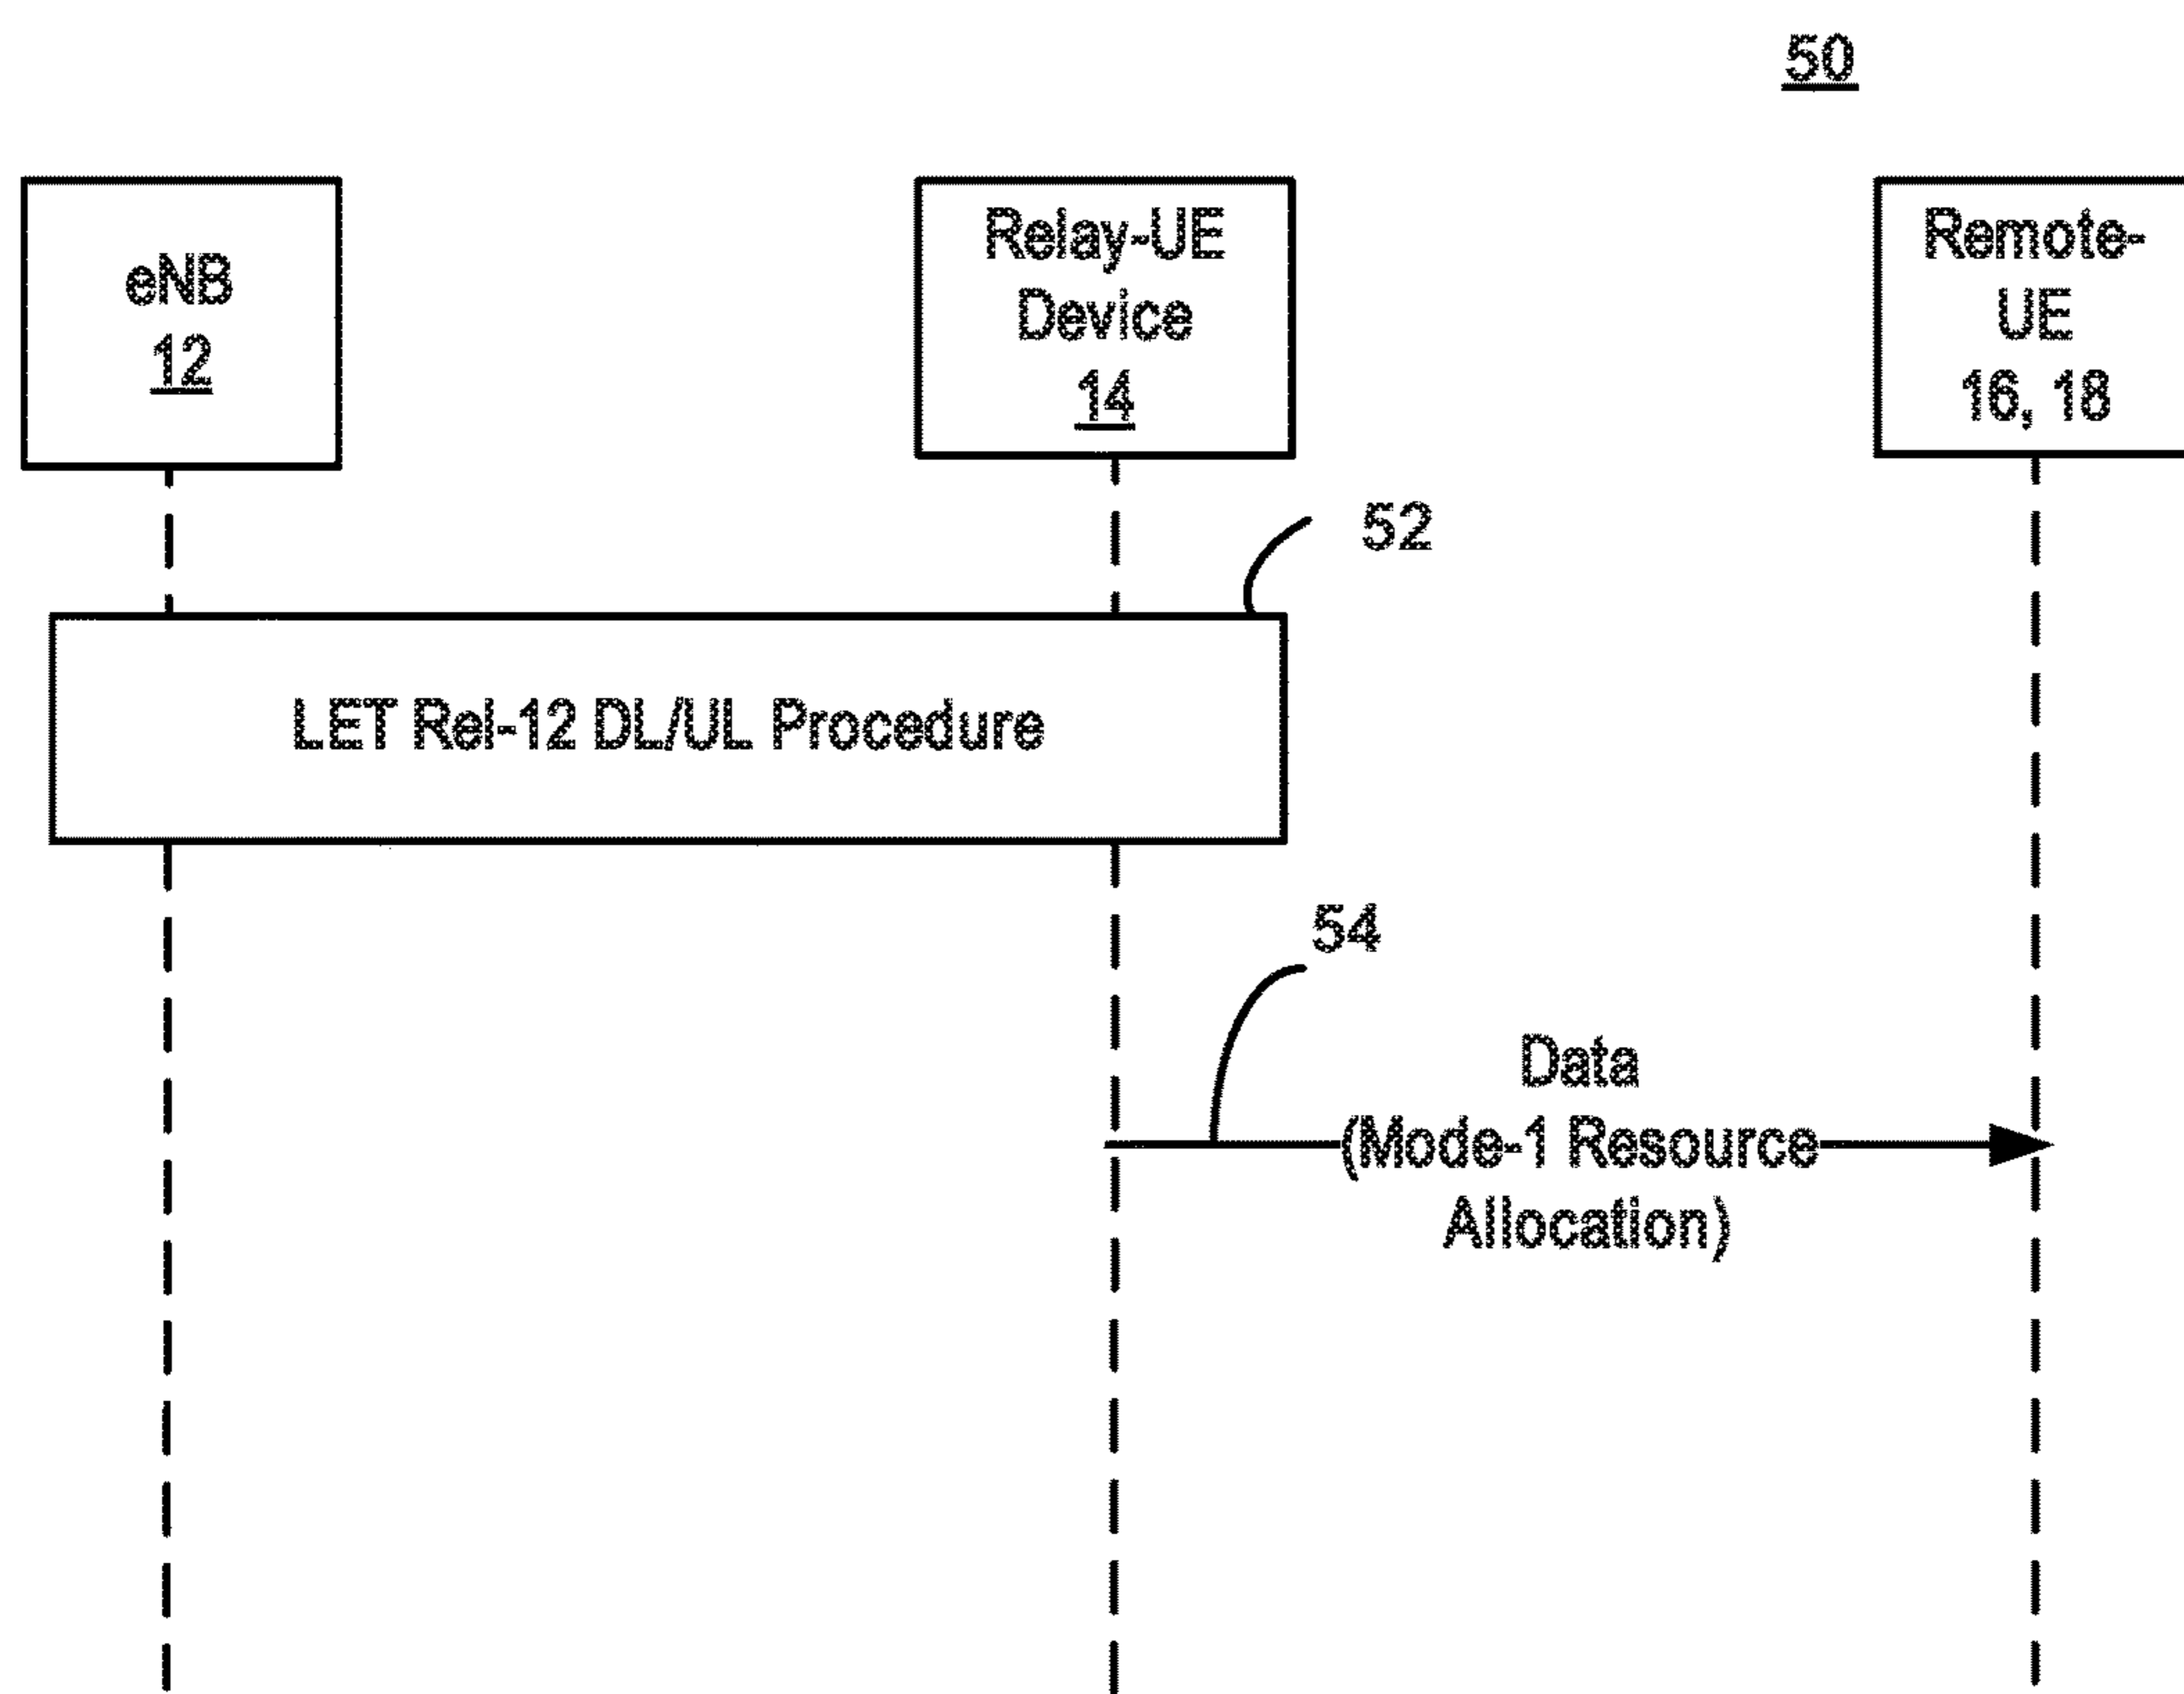 50
eNB
12
Relay-UE
Device
14
Remote-
UE
16, 18
52
LET Rel-12 DL/UL Procedure
54
Data
(Mode-1 Resource
Allocation)